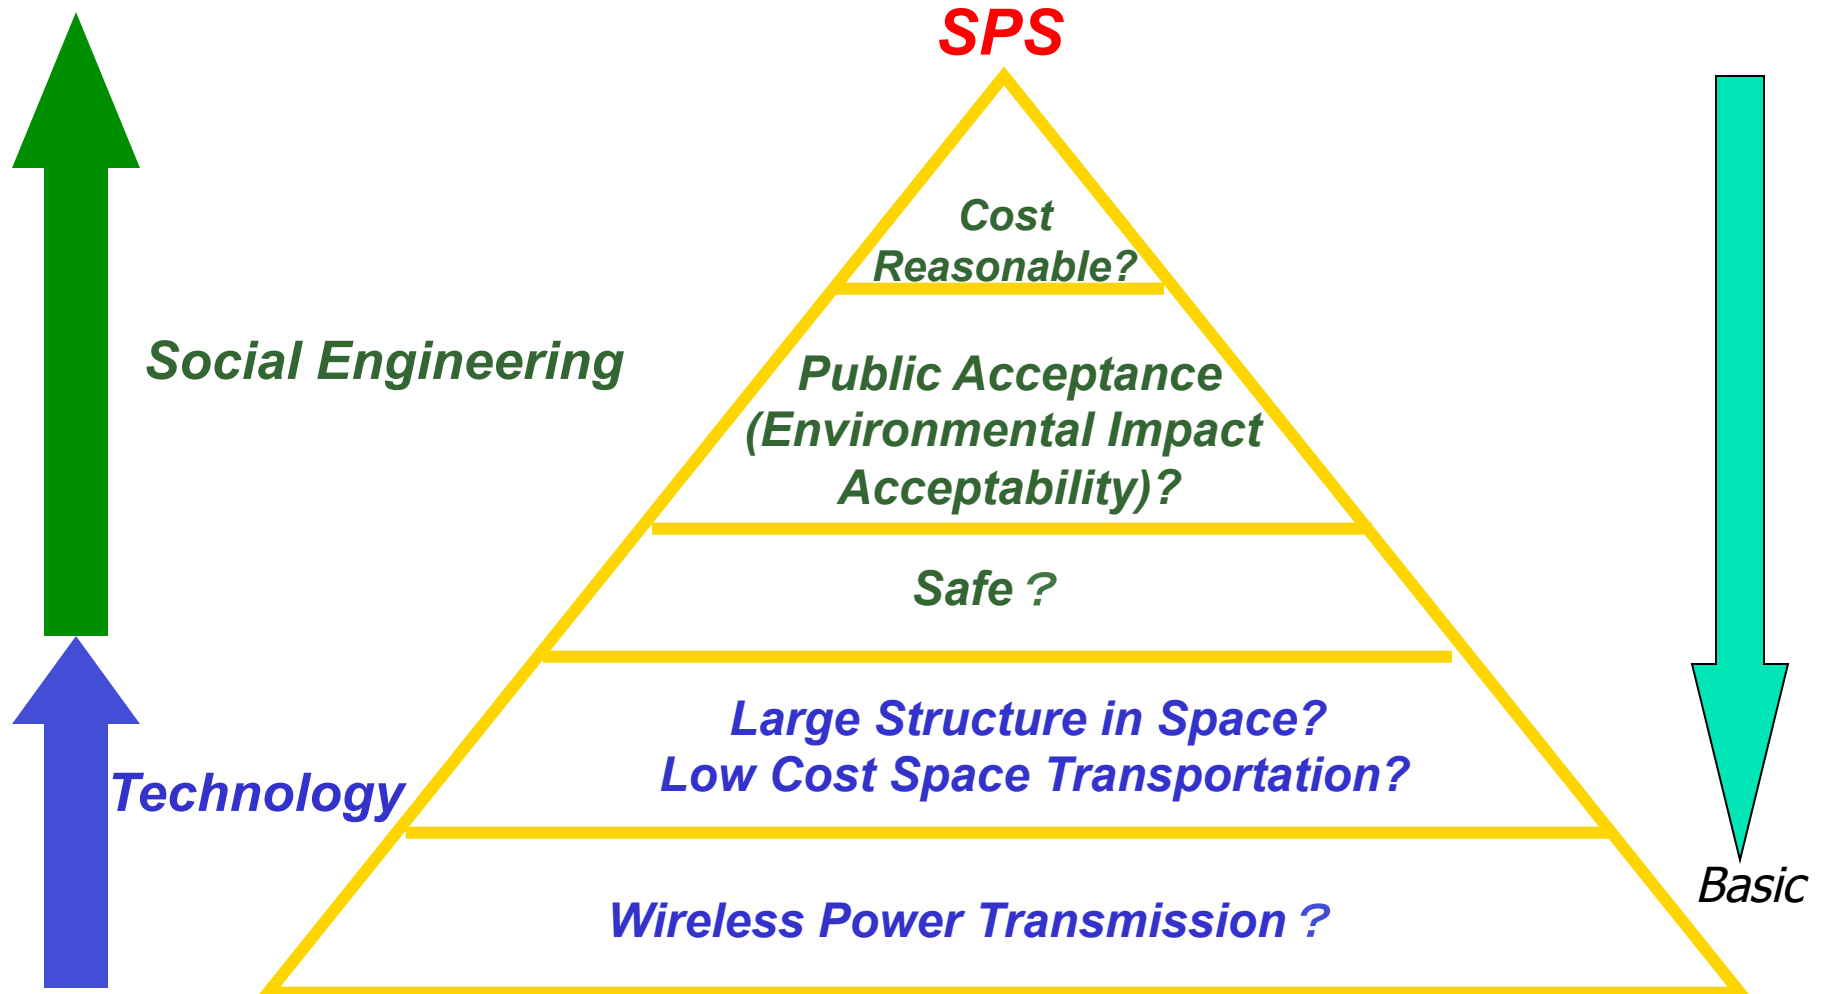 SPS
Cost
Reasonable?
Social Engineering
Public Acceptance
(Environmental Impact
Acceptability)?
Safe？
Large Structure in Space?
Low Cost Space Transportation?
Technology
Basic
Wireless Power Transmission？